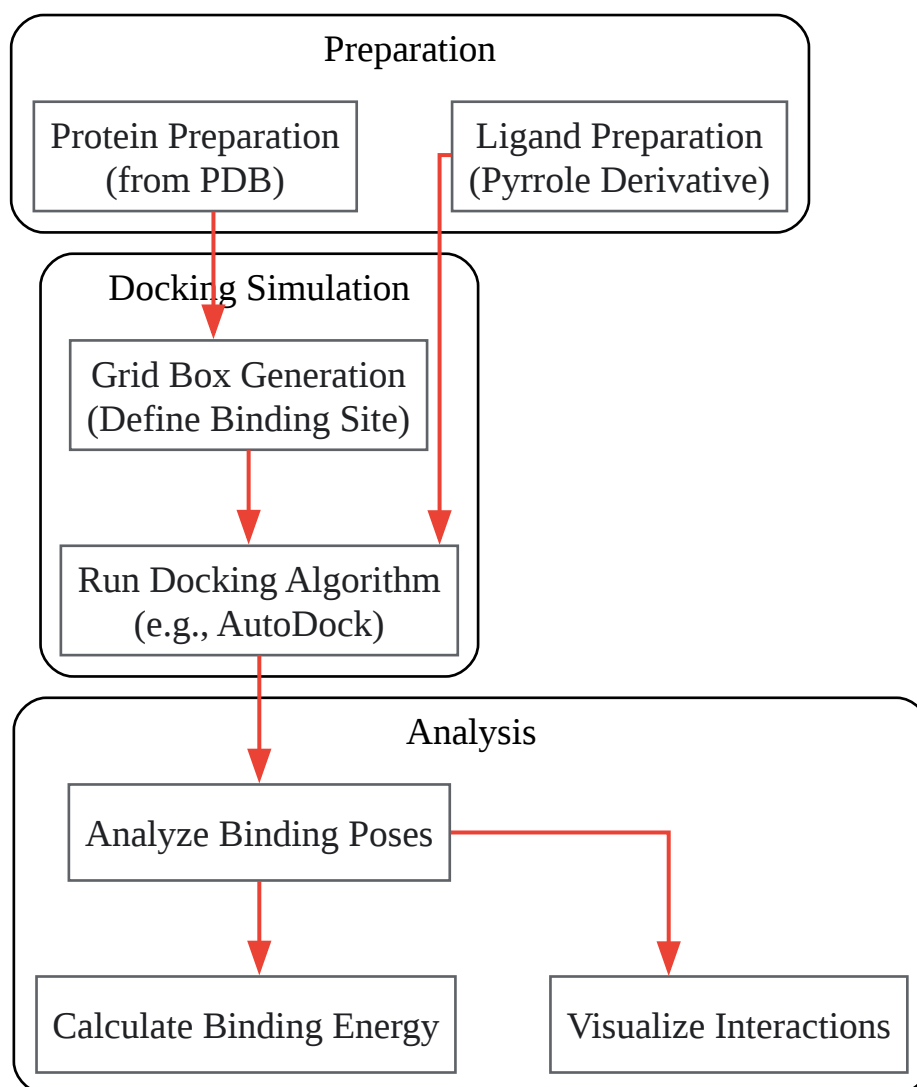 Preparation
Protein Preparation
(from PDB)
Ligand Preparation
(Pyrrole Derivative)
Docking Simulation
Grid Box Generation
(Define Binding Site)
Run Docking Algorithm
(e.g., AutoDock)
Analysis
Analyze Binding Poses
Calculate Binding Energy
Visualize Interactions